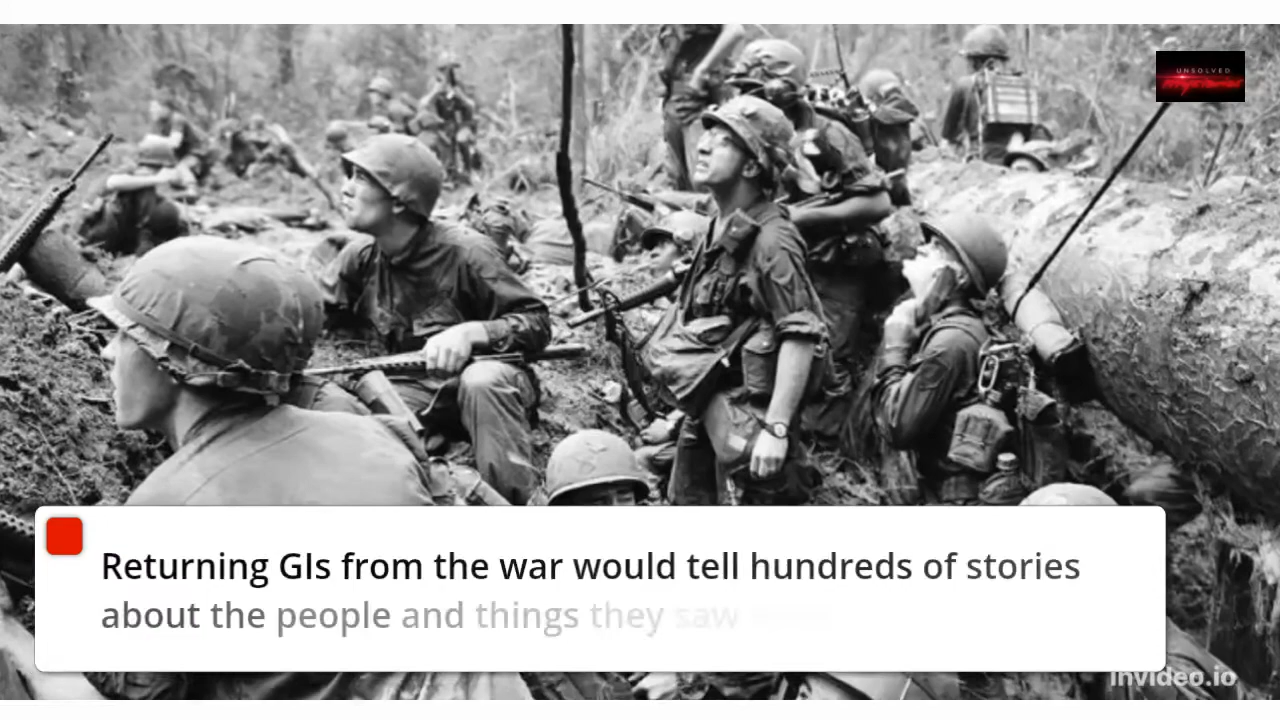 UNSOLVED
Returning GIs from the war would tell hundreds of stories
about the people and things they saw
invideo.io